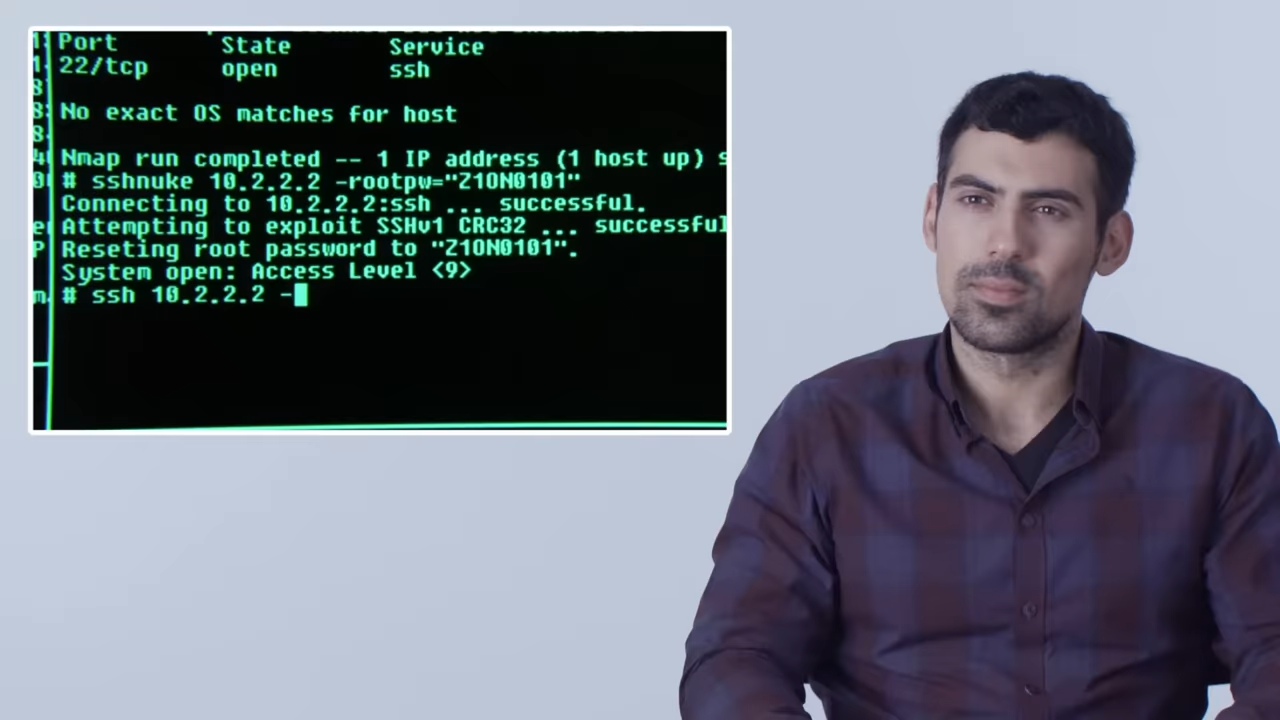 Port State Service
22/tcp open ssh
No exact OS matches for host
Nmap run completed -- 1 IP address (1 host up) s
# sshnuke 10.2.2.2 -rootpw="Z1ON0101"
Connecting to 10.2.2.2:ssh ... successful.
Attempting to exploit SSHv1 CRC32 ... successful
Reseting root password to "Z1ON0101".
System open: Access Level <9>
# ssh 10.2.2.2 -